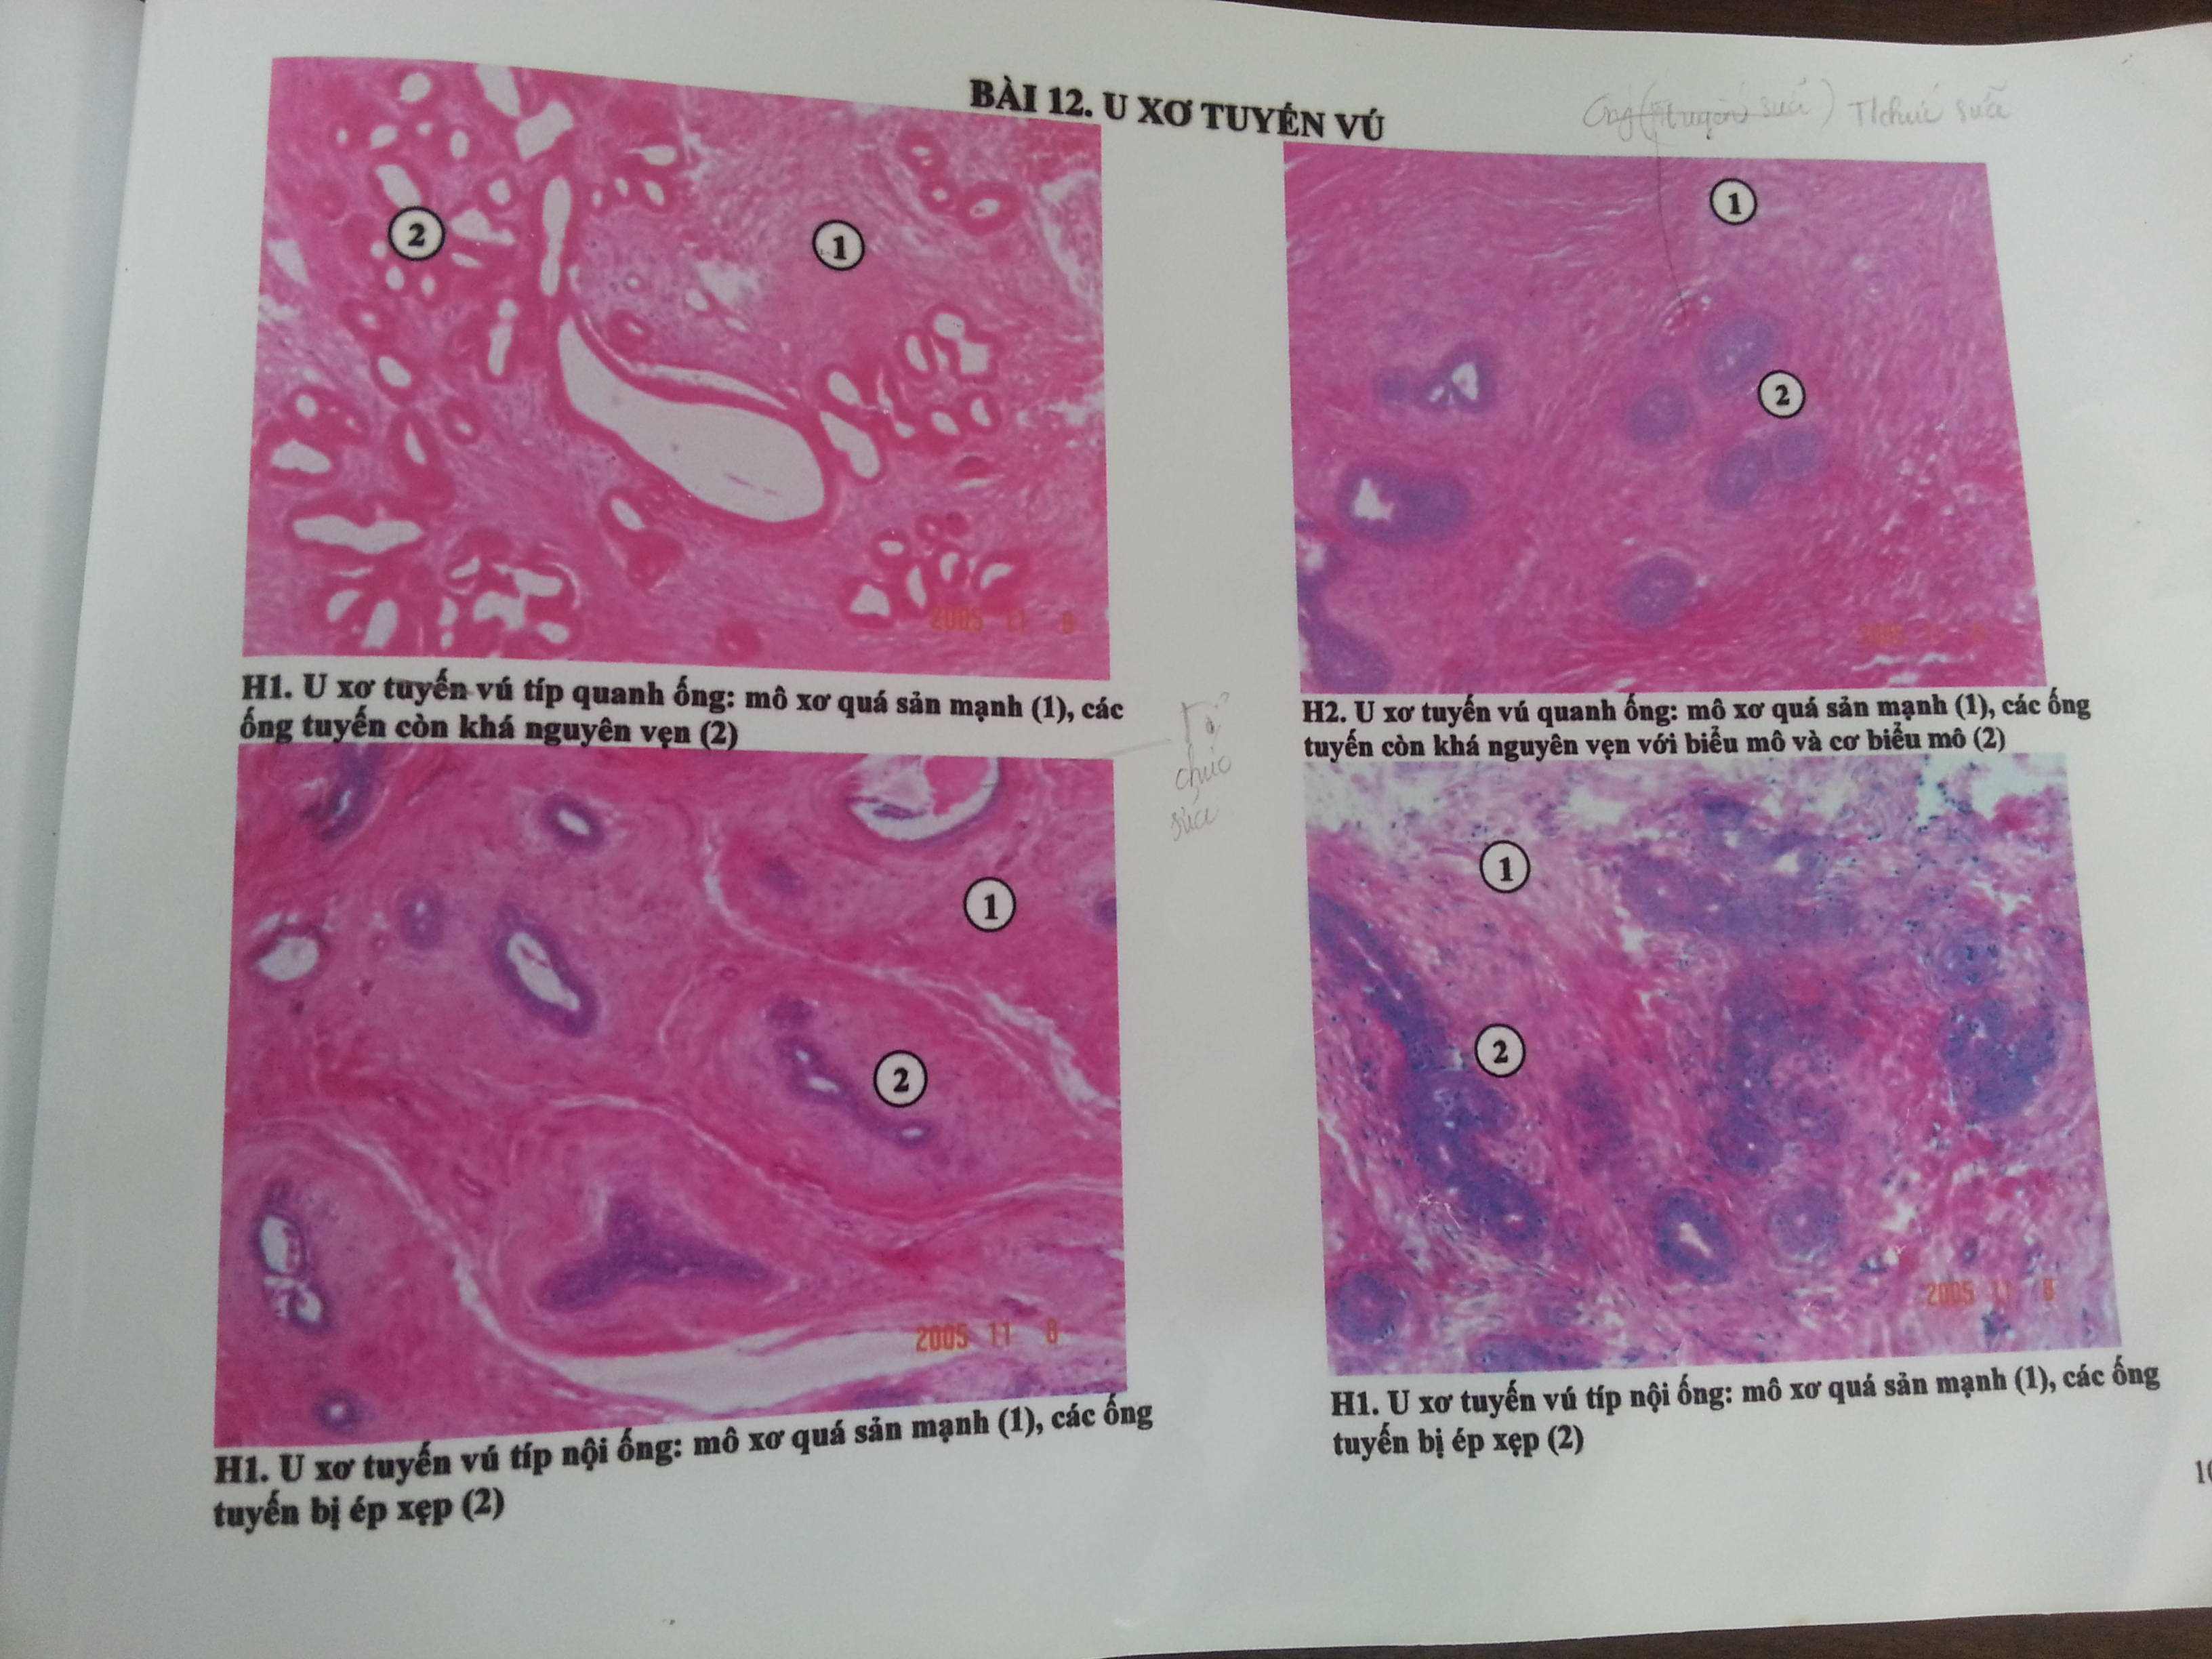 BÀI 12. U XƠ TUYẾN VÚ
Tchức sữa
2
1
1
2
2005 11 8
H1. U xơ tuyến vú típ quanh ống: mô xơ quá sản mạnh (1), các
ống tuyến còn khá nguyên vẹn (2)
H2. U xơ tuyến vú quanh ống: mô xơ quá sản mạnh (1), các ống
tuyến còn khá nguyên vẹn với biểu mô và cơ biểu mô (2)
chức
sữa
1
2
1
2
2005 11 8
2005 11 8
H1. U xơ tuyến vú típ nội ống: mô xơ quá sản mạnh (1), các ống
tuyến bị ép xẹp (2)
H1. U xơ tuyến vú típ nội ống: mô xơ quá sản mạnh (1), các ống
tuyến bị ép xẹp (2)